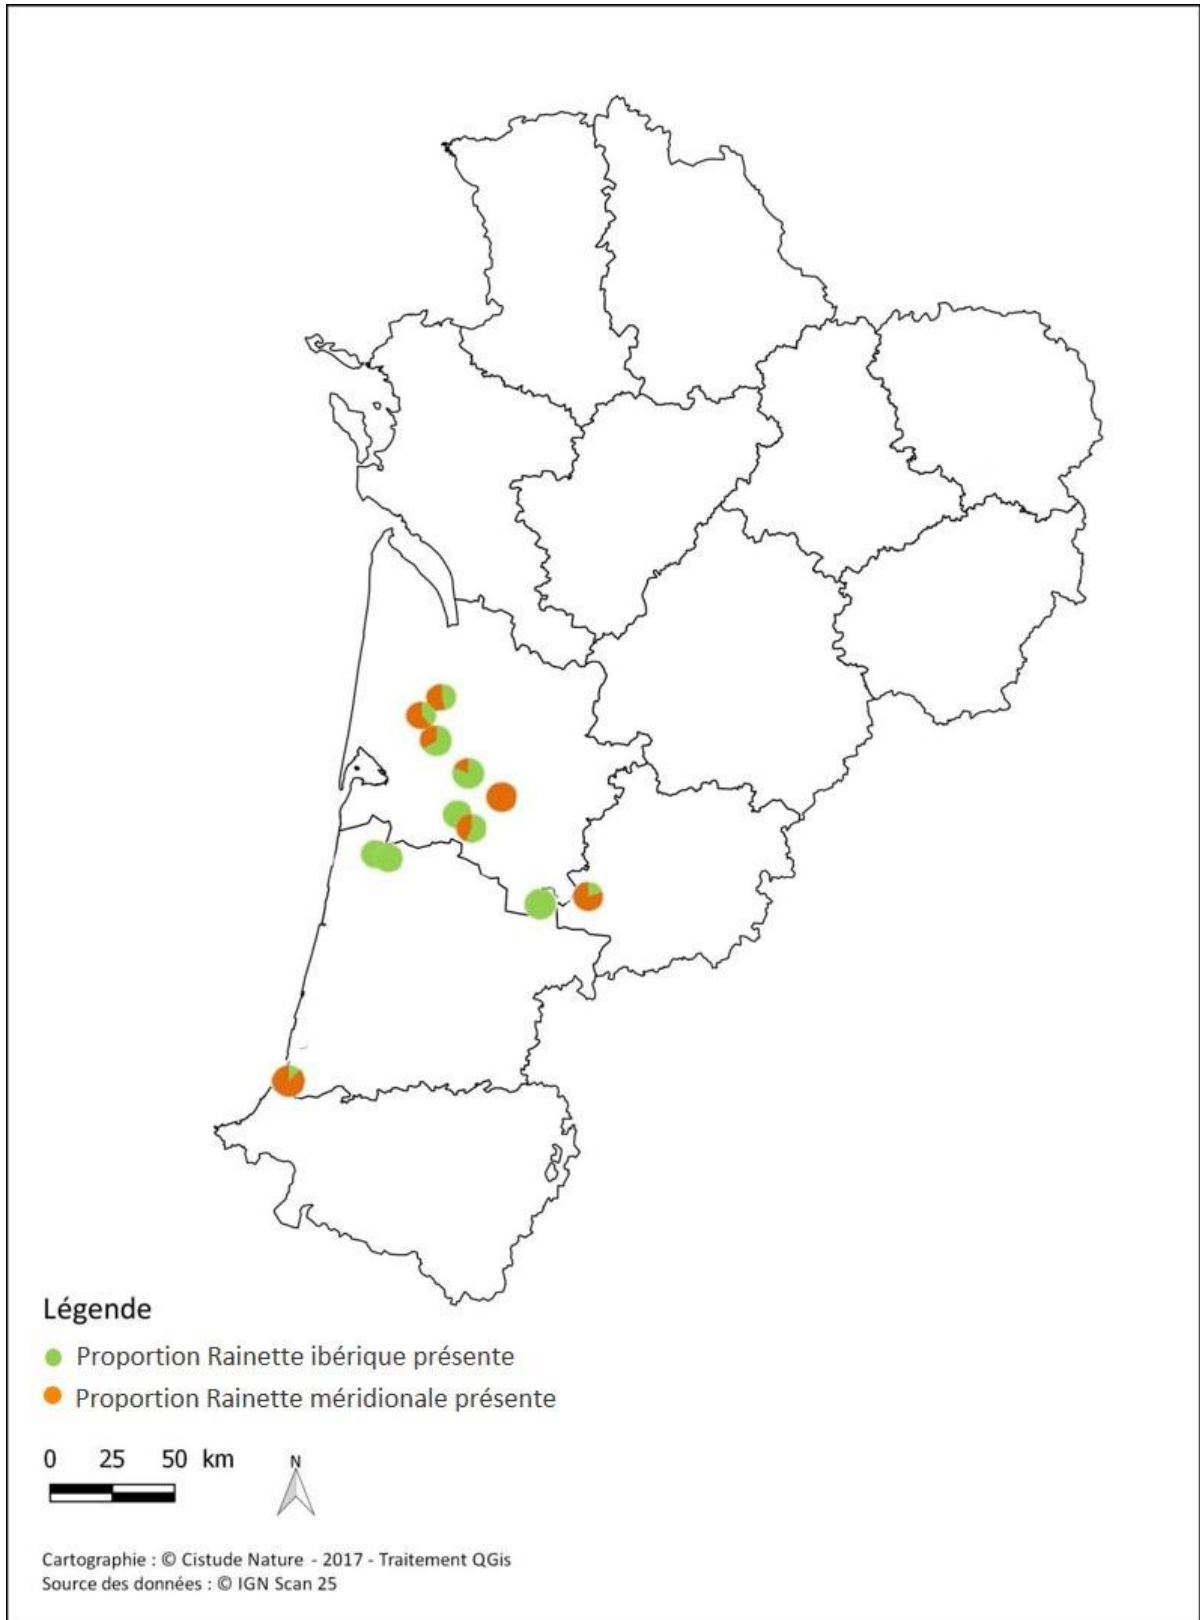 Légende
Proportion Rainette ibérique présente
Proportion Rainette méridionale présente
0 25 50 km
N
Cartographie : © Cistude Nature - 2017 - Traitement QGis
Source des données : © IGN Scan 25